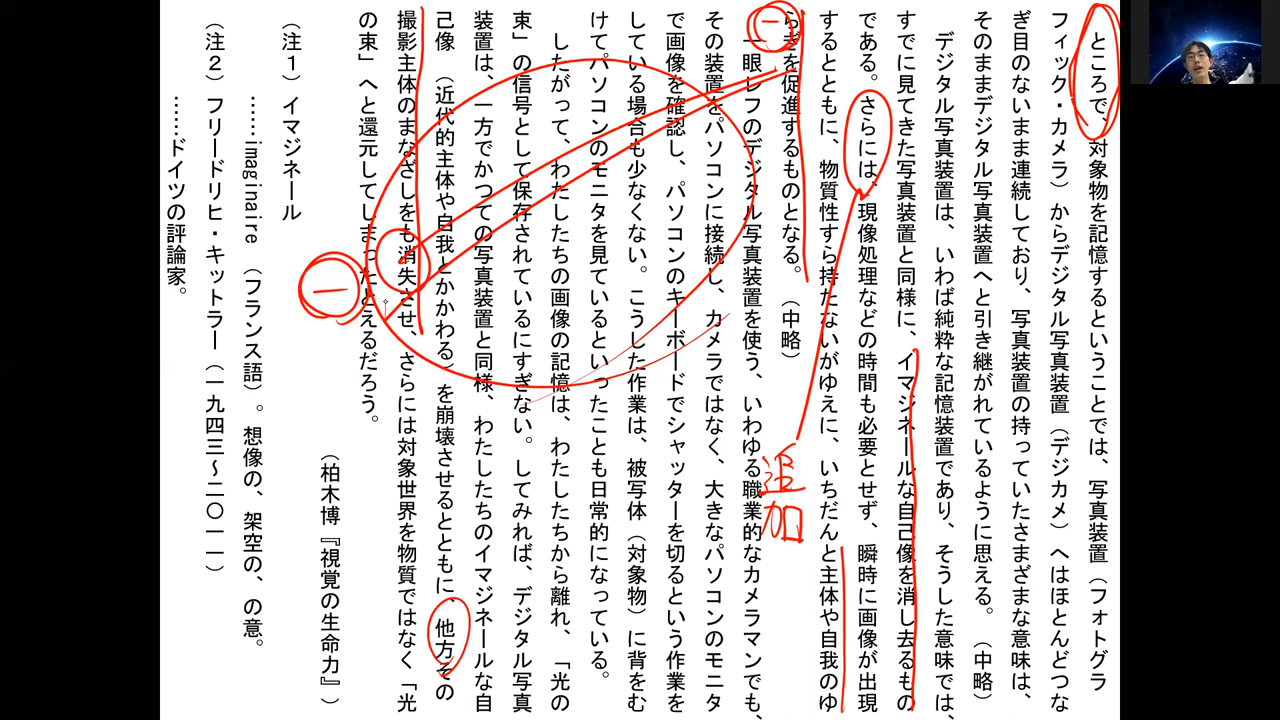 ところで、対象物を記憶するということでは、写真装置（フォトグラ
フィック・カメラ）からデジタル写真装置（デジカメ）へはほとんどつな
ぎ目のないまま連続しており、写真装置の持っていたさまざまな意味は、
そのままデジタル写真装置へと引き継がれているように思える。（中略）
デジタル写真装置は、いわば純粋な記憶装置であり、そうした意味では、
すでに見てきた写真装置と同様に、イマジネールな自己像を消し去るもの
である。さらには、現像処理などの時間も必要とせず、瞬時に画像が出現
するとともに、物質性すら持たないがゆえに、いちだんと主体や自我のゆ
らぎを促進するものとなる。（中略）
追加
一眼レフのデジタル写真装置を使う、いわゆる職業的なカメラマンでも、
その装置をパソコンに接続し、カメラではなく、大きなパソコンのモニタ
で画像を確認し、パソコンのキーボードでシャッターを切るという作業を
している場合も少なくない。こうした作業は、被写体（対象物）に背をむ
けてパソコンのモニタを見ているといったことも日常的になっている。
したがって、わたしたちの画像の記憶は、わたしたちから離れ、「光の
束」の信号として保存されているにすぎない。してみれば、デジタル写真
装置は、一方でかつての写真装置と同様、わたしたちのイマジネールな自
己像（近代的主体や自我とかかわる）を崩壊させるとともに、他方その
撮影主体のまなざしをも消失させ、さらには対象世界を物質ではなく「光
の束」へと還元してしまったとえるだろう。
（柏木博『視覚の生命力』）
（注１）イマジネール
……imaginaire（フランス語）。想像の、架空の、の意。
（注２）フリードリヒ・キットラー（一九四三～二〇一一）
……ドイツの評論家。